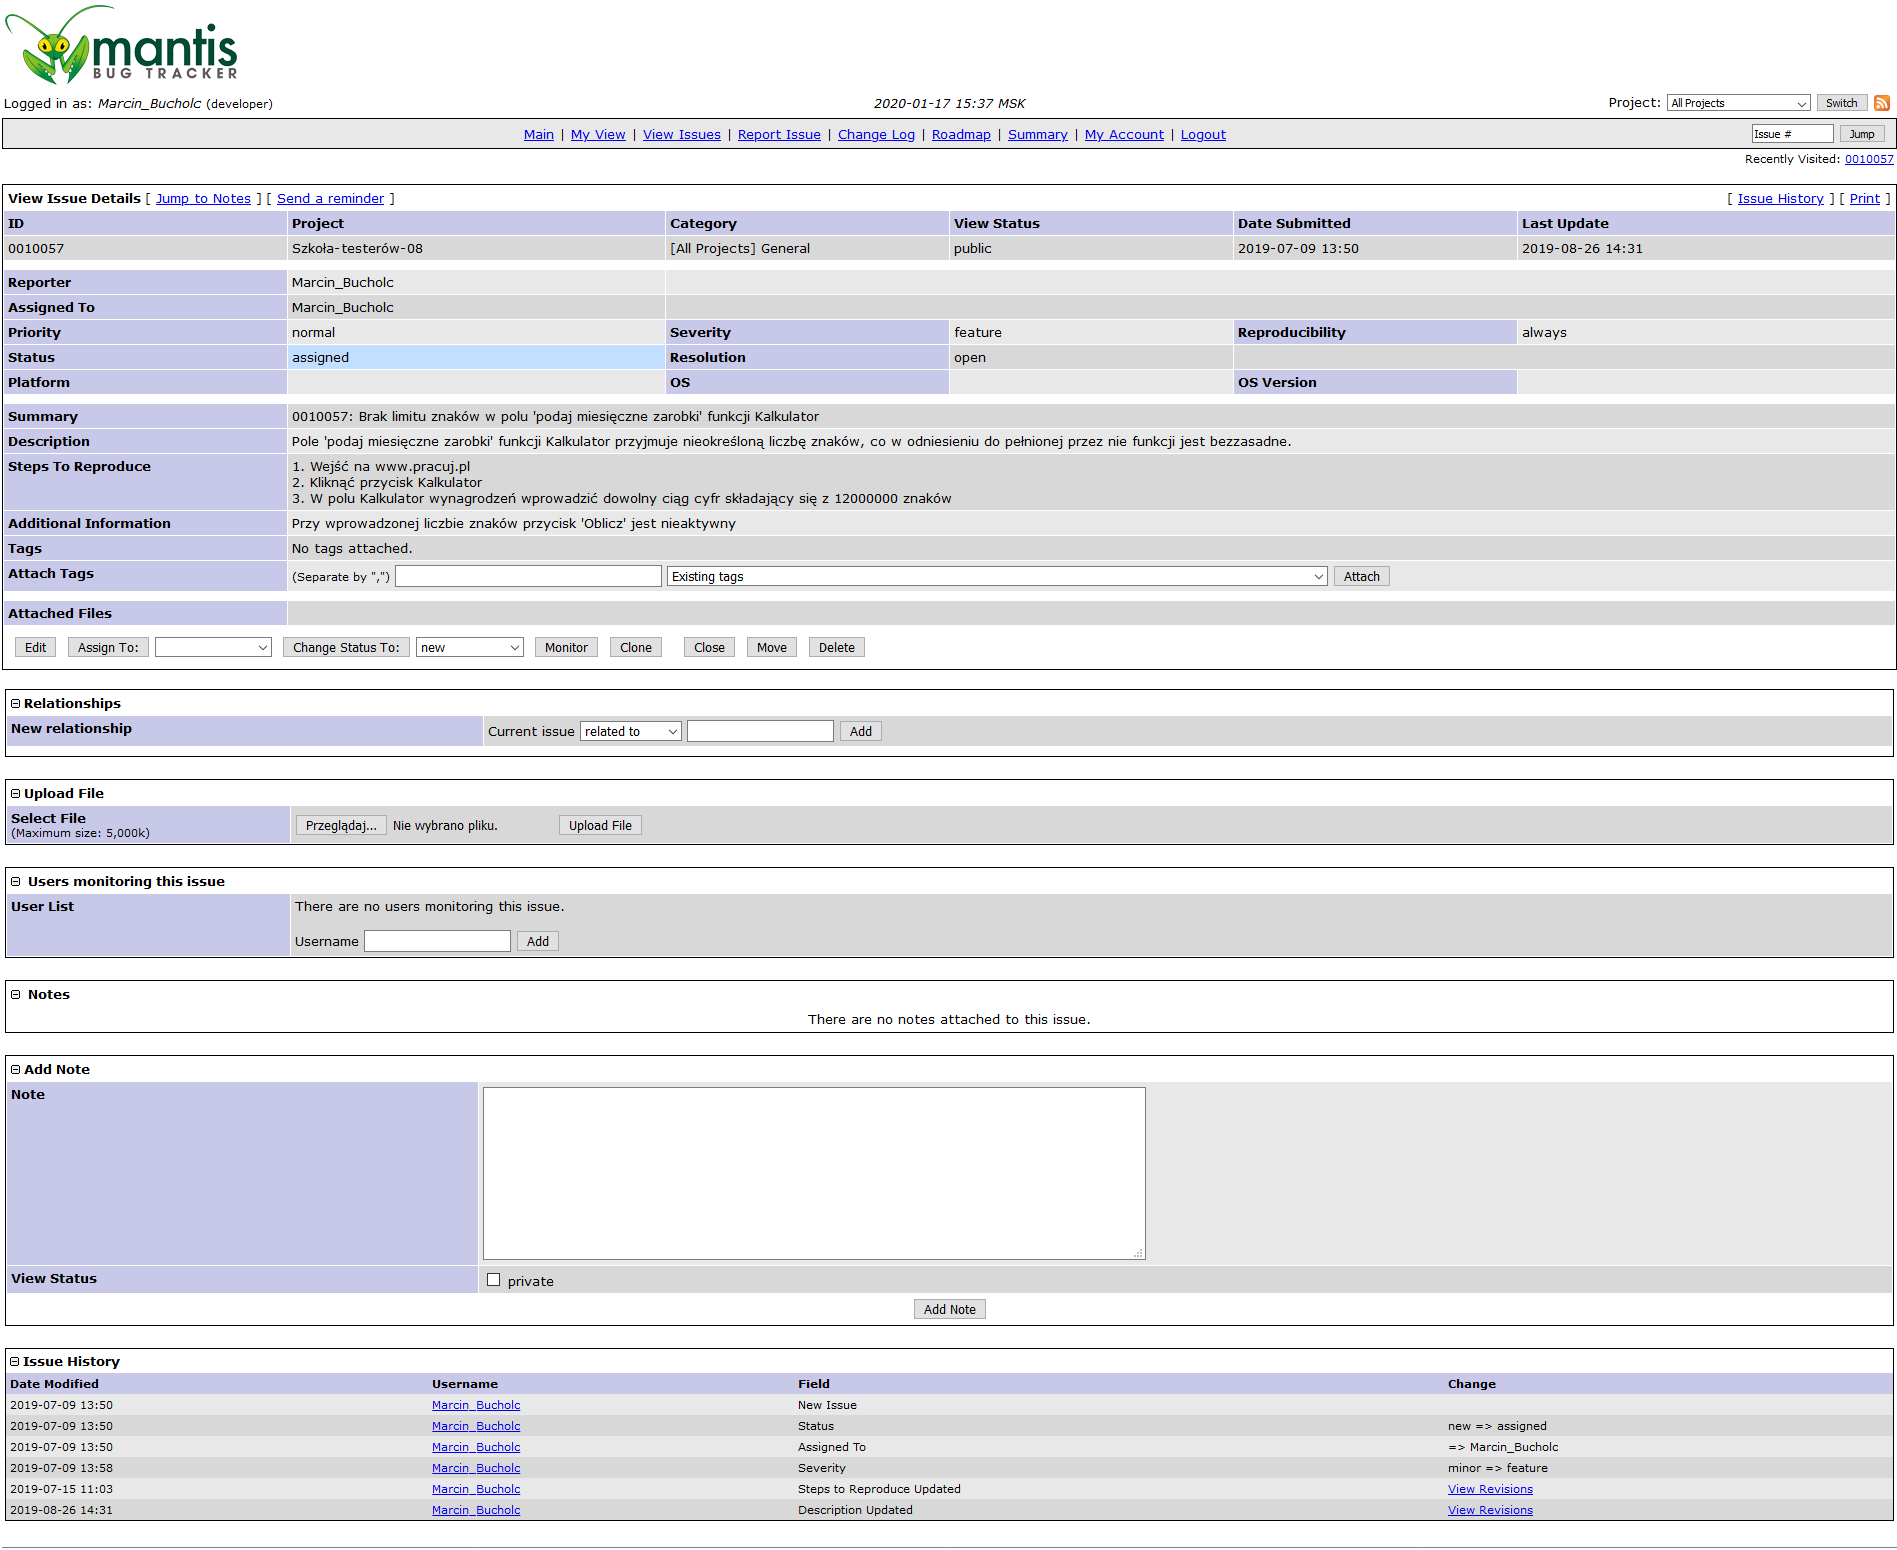 mantis
BUG TRACKER
Logged in as: Marcin_Bucholc (developer) 2020-01-17 15:37 MSK Project: All Projects Switch
Main | My View | View Issues | Report Issue | Change Log | Roadmap | Summary | My Account | Logout Issue # Jump
Recently Visited: 0010057
View Issue Details [ Jump to Notes ] [ Send a reminder ] [ Issue History ] [ Print ]
ID Project Category View Status Date Submitted Last Update
0010057 Szkoła-testerów-08 [All Projects] General public 2019-07-09 13:50 2019-08-26 14:31
Reporter Marcin_Bucholc
Assigned To Marcin_Bucholc
Priority normal Severity feature Reproducibility always
Status assigned Resolution open
Platform OS OS Version
Summary 0010057: Brak limitu znaków w polu 'podaj miesięczne zarobki' funkcji Kalkulator
Description Pole 'podaj miesięczne zarobki' funkcji Kalkulator przyjmuje nieokreśloną liczbę znaków, co w odniesieniu do pełnionej przez nie funkcji jest bezzasadne.
Steps To Reproduce 1. Wejść na www.pracuj.pl
2. Kliknąć przycisk Kalkulator
3. W polu Kalkulator wynagrodzeń wprowadzić dowolny ciąg cyfr składający się z 12000000 znaków
Additional Information Przy wprowadzonej liczbie znaków przycisk 'Oblicz' jest nieaktywny
Tags No tags attached.
Attach Tags (Separate by ",") Existing tags Attach
Attached Files
Edit Assign To: Change Status To: new Monitor Clone Close Move Delete
Relationships
New relationship Current issue related to Add
Upload File
Select File
(Maximum size: 5,000k) Przeglądaj... Nie wybrano pliku. Upload File
Users monitoring this issue
User List There are no users monitoring this issue.
Username Add
Notes
There are no notes attached to this issue.
Add Note
Note
View Status private
Add Note
Issue History
Date Modified Username Field Change
2019-07-09 13:50 Marcin_Bucholc New Issue
2019-07-09 13:50 Marcin_Bucholc Status new => assigned
2019-07-09 13:50 Marcin_Bucholc Assigned To => Marcin_Bucholc
2019-07-09 13:58 Marcin_Bucholc Severity minor => feature
2019-07-15 11:03 Marcin_Bucholc Steps to Reproduce Updated View Revisions
2019-08-26 14:31 Marcin_Bucholc Description Updated View Revisions